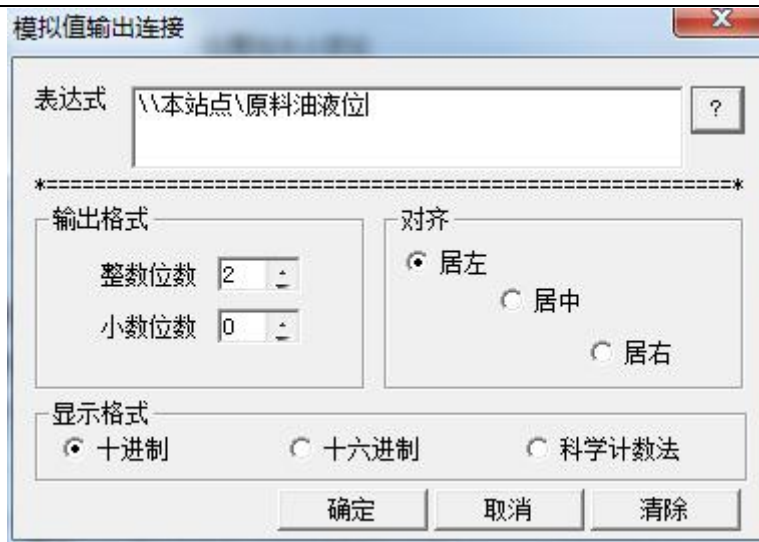 模拟值输出连接
表达式
\\本站点\原料油液位
?
*==========================================================*
输出格式
整数位数 2
小数位数 0
对齐
居左
居中
居右
显示格式
十进制 十六进制 科学计数法
确定 取消 清除